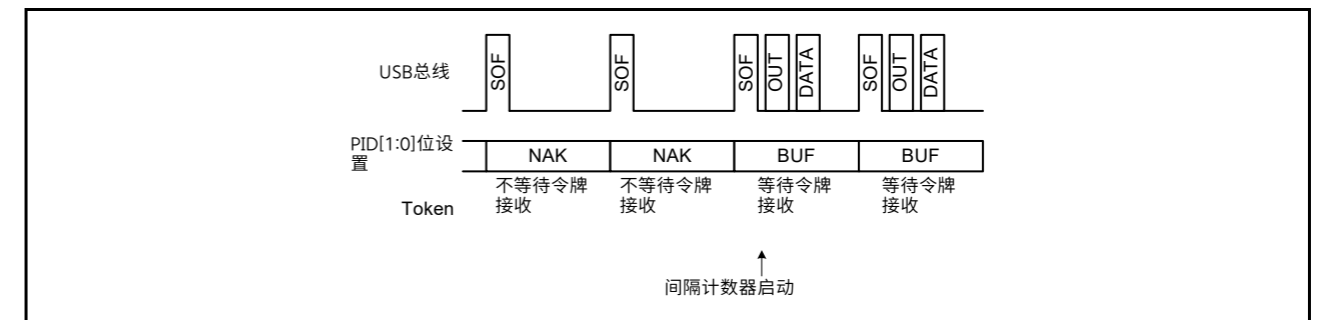 USB总线
SOF
SOF
SOF
OUT
DATA
SOF
OUT
DATA
PID[1:0]位设
置
NAK
NAK
BUF
BUF
Token
不等待令牌
接收
不等待令牌
接收
等待令牌
接收
等待令牌
接收
间隔计数器启动